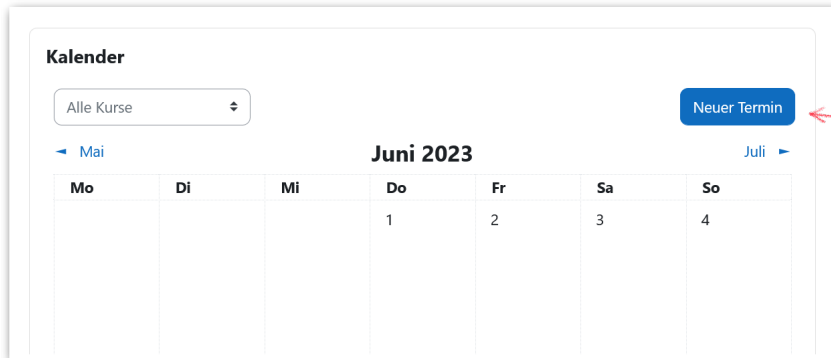 Kalender
Alle Kurse
Neuer Termin
Mai
Juni 2023
Juli
Mo Di Mi Do Fr Sa So
1 2 3 4